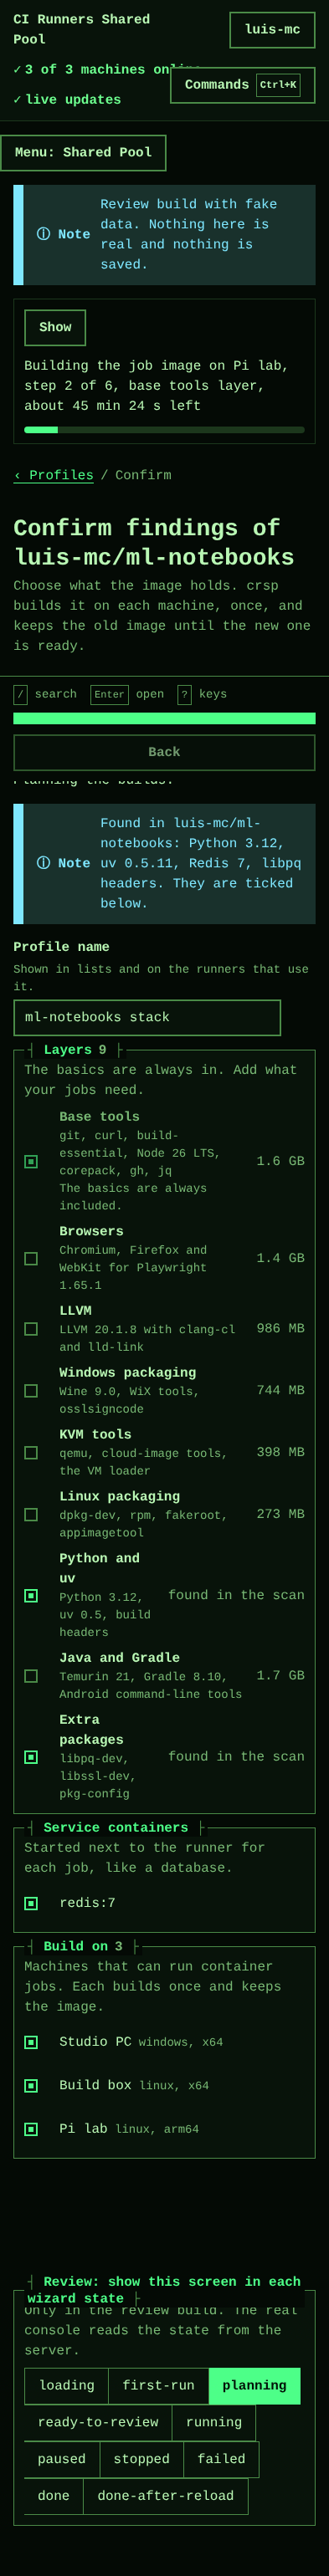 CI Runners Shared
Pool
luis-mc
✓ 3 of 3 machines online
Commands Ctrl+K
✓ live updates
Menu: Shared Pool
ⓘ Note
Review build with fake
data. Nothing here is
real and nothing is
saved.
Show
Building the job image on Pi lab,
step 2 of 6, base tools layer,
about 45 min 24 s left
‹ Profiles / Confirm
Confirm findings of
luis-mc/ml-notebooks
Choose what the image holds. crsp
builds it on each machine, once, and
keeps the old image until the new one
is ready.
/ search Enter open ? keys
Back
Planning the builds.
ⓘ Note
Found in luis-mc/ml-
notebooks: Python 3.12,
uv 0.5.11, Redis 7, libpq
headers. They are ticked
below.
Profile name
Shown in lists and on the runners that use
it.
ml-notebooks stack
Layers 9
The basics are always in. Add what
your jobs need.
Base tools
git, curl, build-
essential, Node 26 LTS,
corepack, gh, jq
The basics are always
included.
1.6 GB
Browsers
Chromium, Firefox and
WebKit for Playwright
1.65.1
1.4 GB
LLVM
LLVM 20.1.8 with clang-cl
and lld-link
986 MB
Windows packaging
Wine 9.0, WiX tools,
osslsigncode
744 MB
KVM tools
qemu, cloud-image tools,
the VM loader
398 MB
Linux packaging
dpkg-dev, rpm, fakeroot,
appimagetool
273 MB
Python and
uv
Python 3.12,
uv 0.5, build
headers
found in the scan
Java and Gradle
Temurin 21, Gradle 8.10,
Android command-line tools
1.7 GB
Extra
packages
libpq-dev,
libssl-dev,
pkg-config
found in the scan
Service containers
Started next to the runner for
each job, like a database.
redis:7
Build on 3
Machines that can run container
jobs. Each builds once and keeps
the image.
Studio PC windows, x64
Build box linux, x64
Pi lab linux, arm64
Review: show this screen in each
wizard state
Only in the review build. The real
console reads the state from the
server.
loading first-run planning
ready-to-review running
paused stopped failed
done done-after-reload